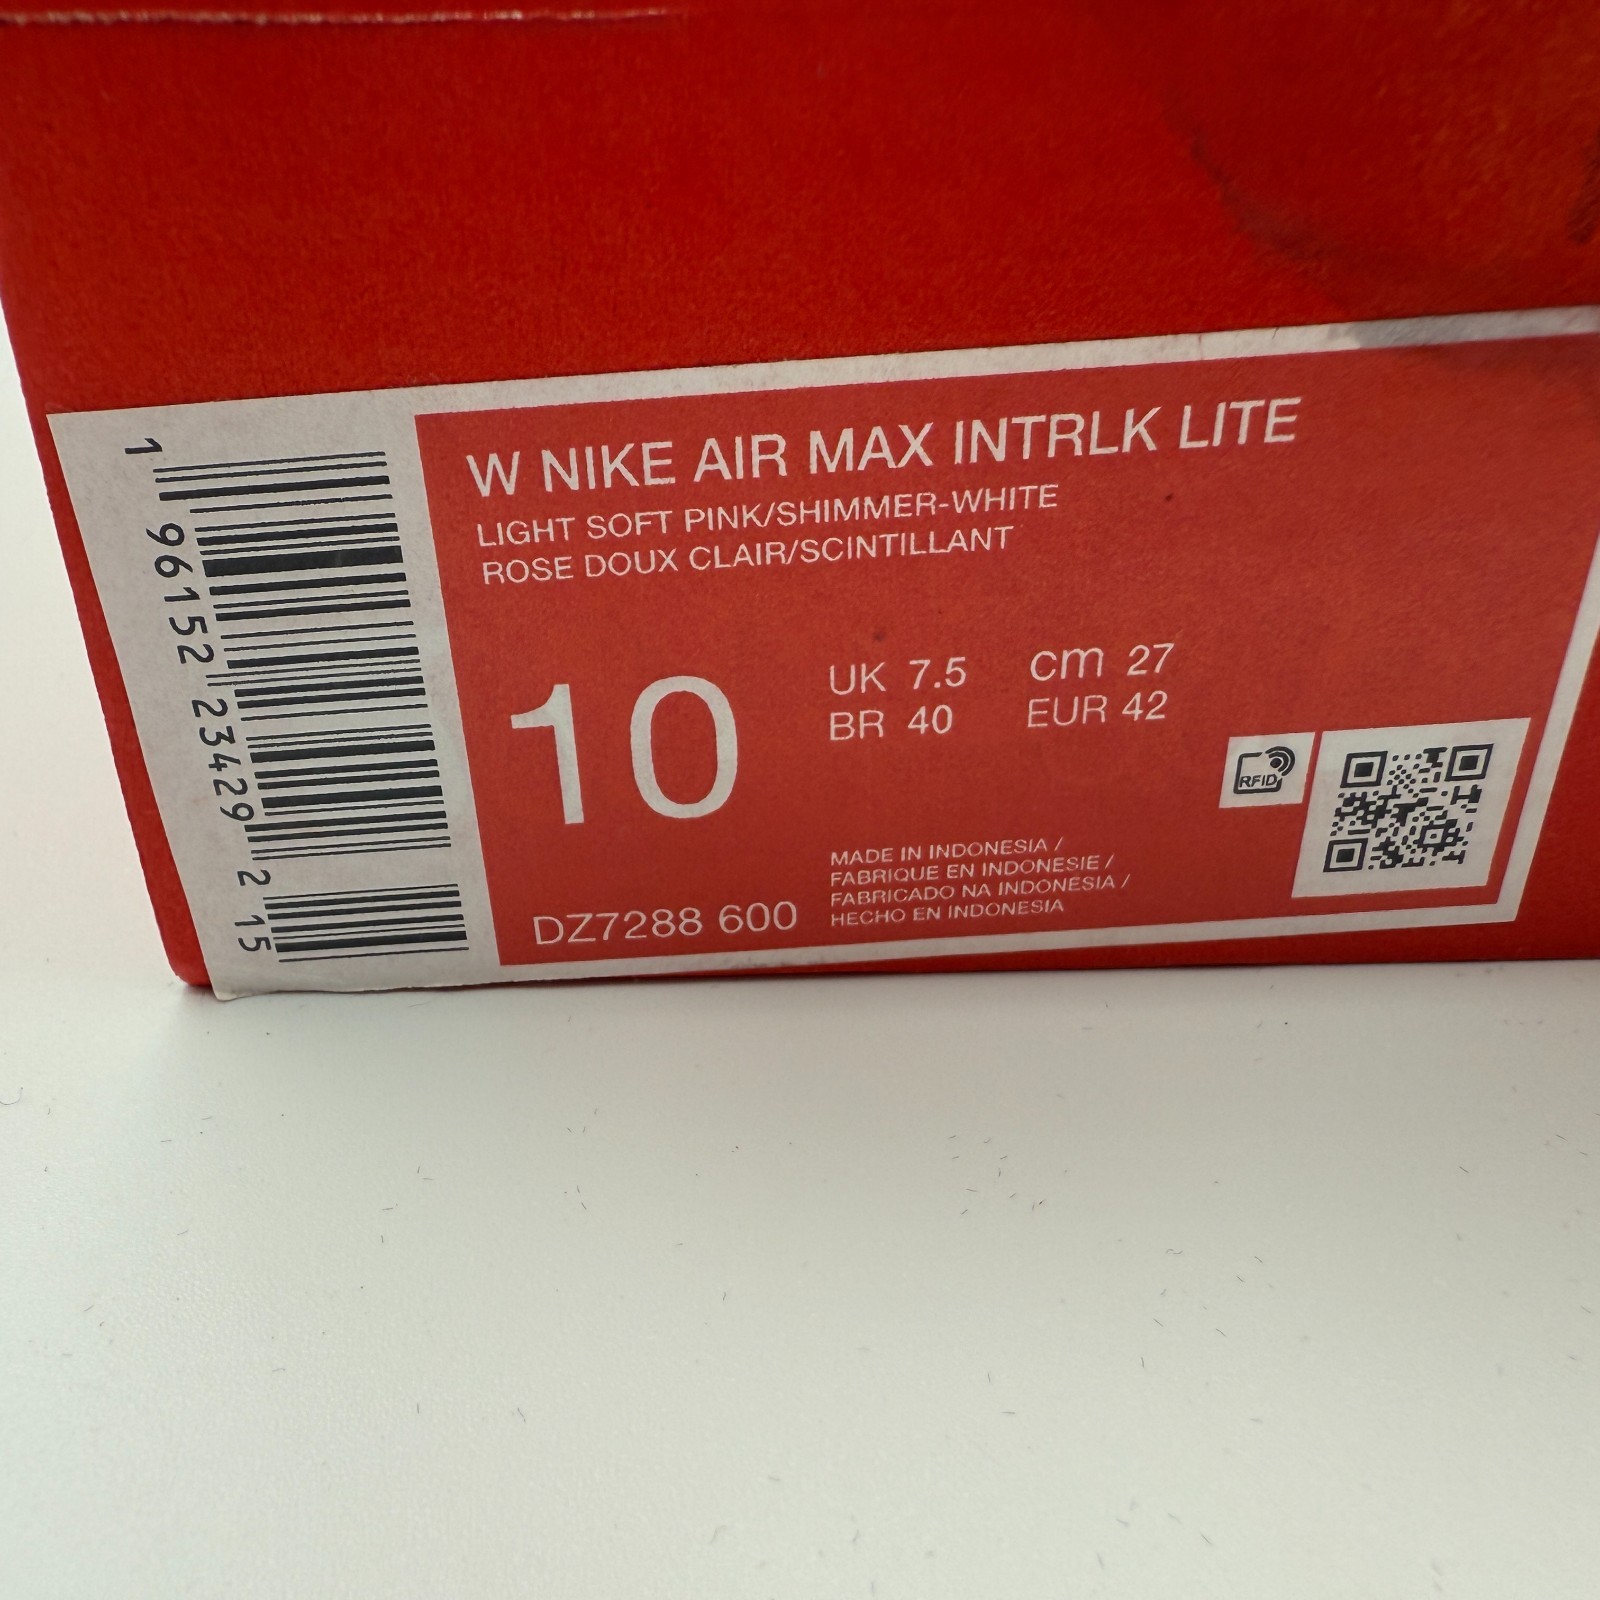 W NIKE AIR MAX INTRLK LITE
LIGHT SOFT PINK/SHIMMER-WHITE
ROSE DOUX CLAIR/SCINTILLANT
10
UK 7.5 cm 27
BR 40 EUR 42
RFID
MADE IN INDONESIA /
FABRIQUE EN INDONESIE /
FABRICADO NA INDONESIA /
HECHO EN INDONESIA
DZ7288 600
1 96152 23429 2 15